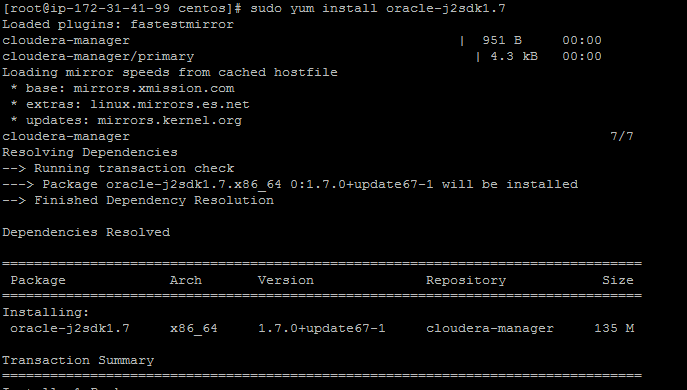 [root@ip-172-31-41-99 centos]# sudo yum install oracle-j2sdk1.7
Loaded plugins: fastestmirror
cloudera-manager | 951 B 00:00
cloudera-manager/primary | 4.3 kB 00:00
Loading mirror speeds from cached hostfile
* base: mirrors.xmission.com
* extras: linux.mirrors.es.net
* updates: mirrors.kernel.org
cloudera-manager 7/7
Resolving Dependencies
--> Running transaction check
---> Package oracle-j2sdk1.7.x86_64 0:1.7.0+update67-1 will be installed
--> Finished Dependency Resolution
Dependencies Resolved
================================================================================
Package Arch Version Repository Size
================================================================================
Installing:
oracle-j2sdk1.7 x86_64 1.7.0+update67-1 cloudera-manager 135 M
Transaction Summary
================================================================================